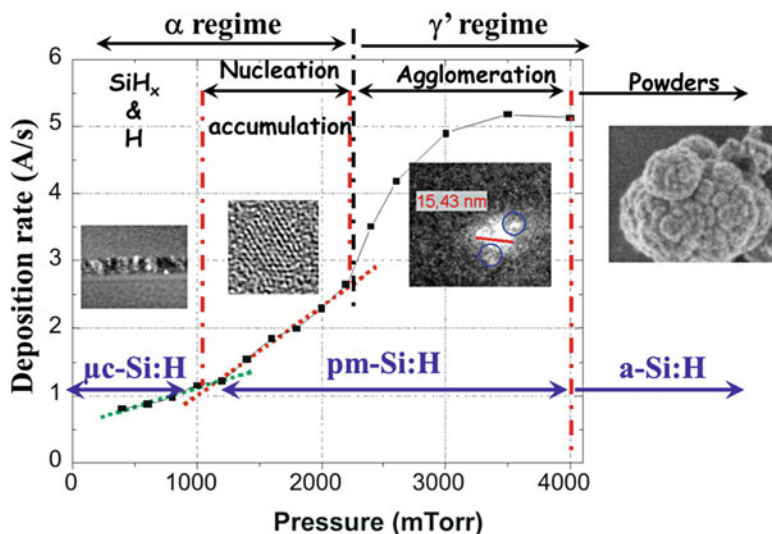 α regime
γ’ regime
SiHₓ
&
H
Nucleation
accumulation
Agglomeration
Powders
15,43 nm
µc-Si:H
pm-Si:H
a-Si:H
Deposition rate (A/s)
6
5
4
3
2
1
0
0 1000 2000 3000 4000
Pressure (mTorr)